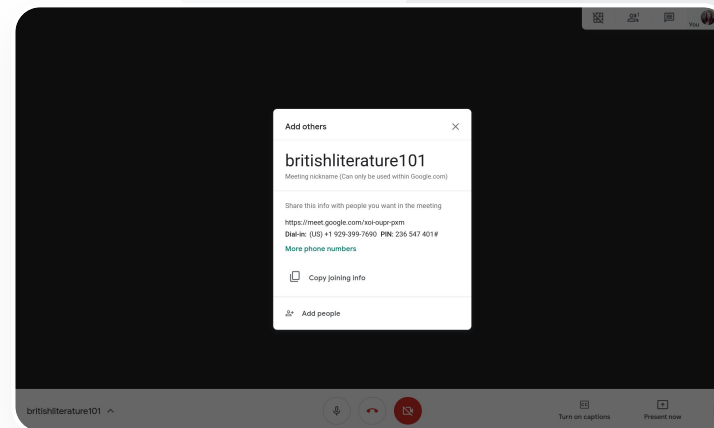 You
Add others
britishliterature101
Meeting nickname (Can only be used within Google.com)
Share this info with people you want in the meeting
https://meet.google.com/xoi-oupr-pxm
Dial-in: (US) +1 929-399-7690 PIN: 236 547 401#
More phone numbers
Copy joining info
Add people
britishliterature101
Turn on captions
Present now